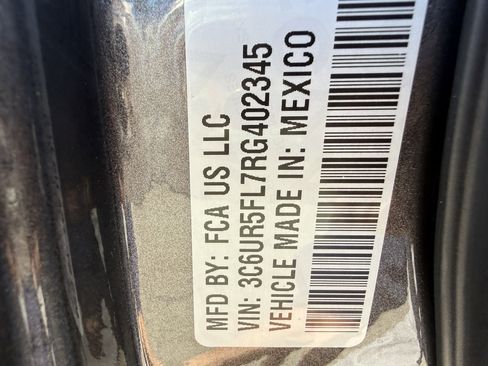 MFD BY: FCA US LLC
VIN: 3C6UR5FL7RG402345
VEHICLE MADE IN: MEXICO